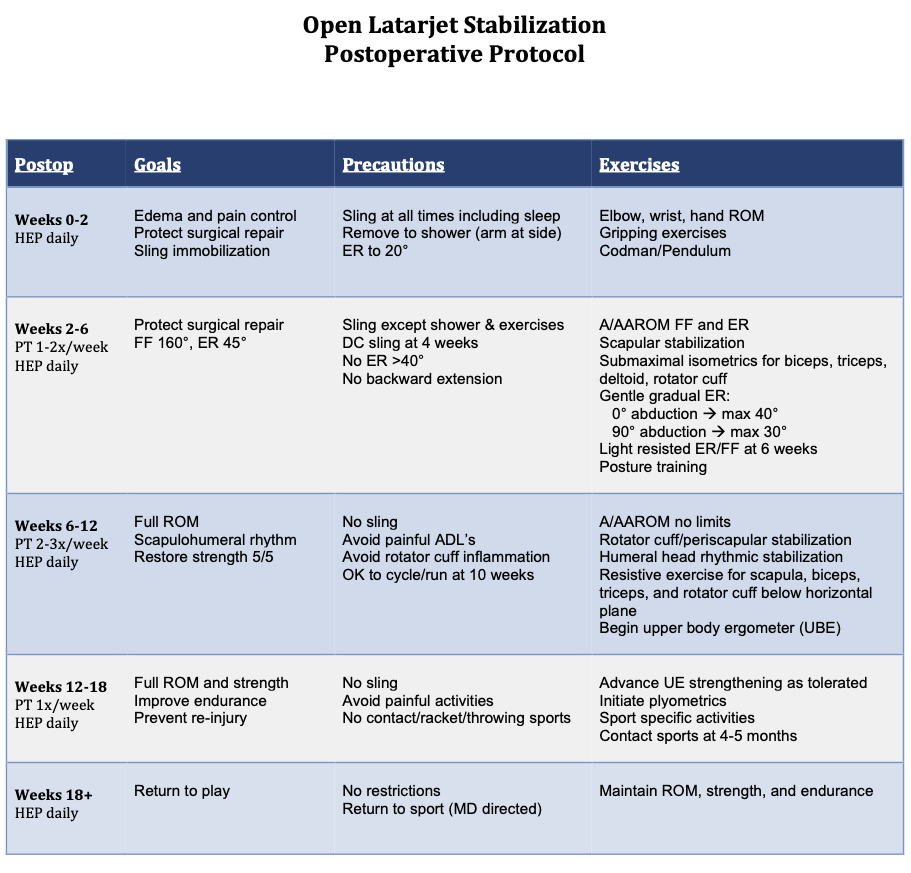 Open Latarjet Stabilization
Postoperative Protocol
Postop
Goals
Precautions
Exercises
Weeks 0-2
HEP daily
Edema and pain control
Protect surgical repair
Sling immobilization
Sling at all times including sleep
Remove to shower (arm at side)
ER to 20°
Elbow, wrist, hand ROM
Gripping exercises
Codman/Pendulum
Weeks 2-6
PT 1-2x/week
HEP daily
Protect surgical repair
FF 160°, ER 45°
Sling except shower & exercises
DC sling at 4 weeks
No ER >40°
No backward extension
A/AAROM FF and ER
Scapular stabilization
Submaximal isometrics for biceps, triceps,
deltoid, rotator cuff
Gentle gradual ER:
0° abduction → max 40°
90° abduction → max 30°
Light resisted ER/FF at 6 weeks
Posture training
Weeks 6-12
PT 2-3x/week
HEP daily
Full ROM
Scapulohumeral rhythm
Restore strength 5/5
No sling
Avoid painful ADL's
Avoid rotator cuff inflammation
OK to cycle/run at 10 weeks
A/AAROM no limits
Rotator cuff/periscapular stabilization
Humeral head rhythmic stabilization
Resistive exercise for scapula, biceps,
triceps, and rotator cuff below horizontal
plane
Begin upper body ergometer (UBE)
Weeks 12-18
PT 1x/week
HEP daily
Full ROM and strength
Improve endurance
Prevent re-injury
No sling
Avoid painful activities
No contact/racket/throwing sports
Advance UE strengthening as tolerated
Initiate plyometrics
Sport specific activities
Contact sports at 4-5 months
Weeks 18+
HEP daily
Return to play
No restrictions
Return to sport (MD directed)
Maintain ROM, strength, and endurance